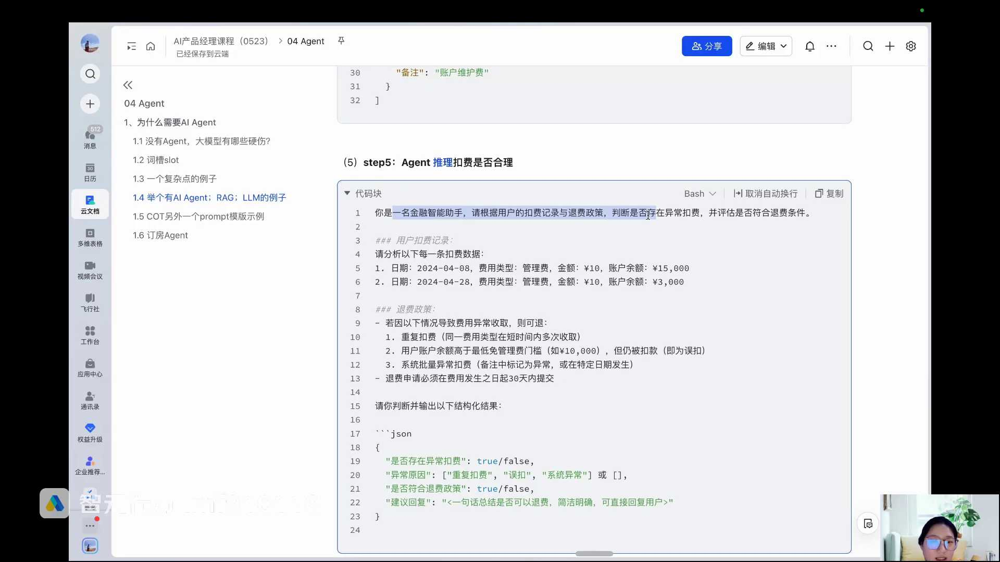 AI产品经理课程（0523） > 04 Agent
已经保存到云端
分享
编辑
512
消息
30
日历
云文档
多维表格
视频会议
飞行社
工作台
应用中心
通讯录
权益升级
企业推荐...
04 Agent
1、为什么需要AI Agent
1.1 没有Agent，大模型有哪些硬伤?
1.2 词槽slot
1.3 一个复杂点的例子
1.4 举个有AI Agent；RAG；LLM的例子
1.5 COT另外一个prompt模版示例
1.6 订房Agent
30 "备注": "账户维护费"
31 }
32 ]
（5）step5：Agent 推理扣费是否合理
代码块
Bash
取消自动换行
复制
1 你是一名金融智能助手，请根据用户的扣费记录与退费政策，判断是否存在异常扣费，并评估是否符合退费条件。
2
3 ### 用户扣费记录：
4 请分析以下每一条扣费数据：
5 1. 日期：2024-04-08，费用类型：管理费，金额：¥10，账户余额：¥15,000
6 2. 日期：2024-04-28，费用类型：管理费，金额：¥10，账户余额：¥3,000
7
8 ### 退费政策：
9 - 若因以下情况导致费用异常收取，则可退：
10 1. 重复扣费（同一费用类型在短时间内多次收取）
11 2. 用户账户余额高于最低免管理费门槛（如¥10,000），但仍被扣款（即为误扣）
12 3. 系统批量异常扣费（备注中标记为异常，或在特定日期发生）
13 - 退费申请必须在费用发生之日起30天内提交
14
15 请你判断并输出以下结构化结果：
16
17 ```json
18 {
19 "是否存在异常扣费": true/false,
20 "异常原因": ["重复扣费", "误扣", "系统异常"] 或 [],
21 "是否符合退费政策": true/false,
22 "建议回复": "<一句话总结是否可以退费，简洁明确，可直接回复用户>"
23 }
24